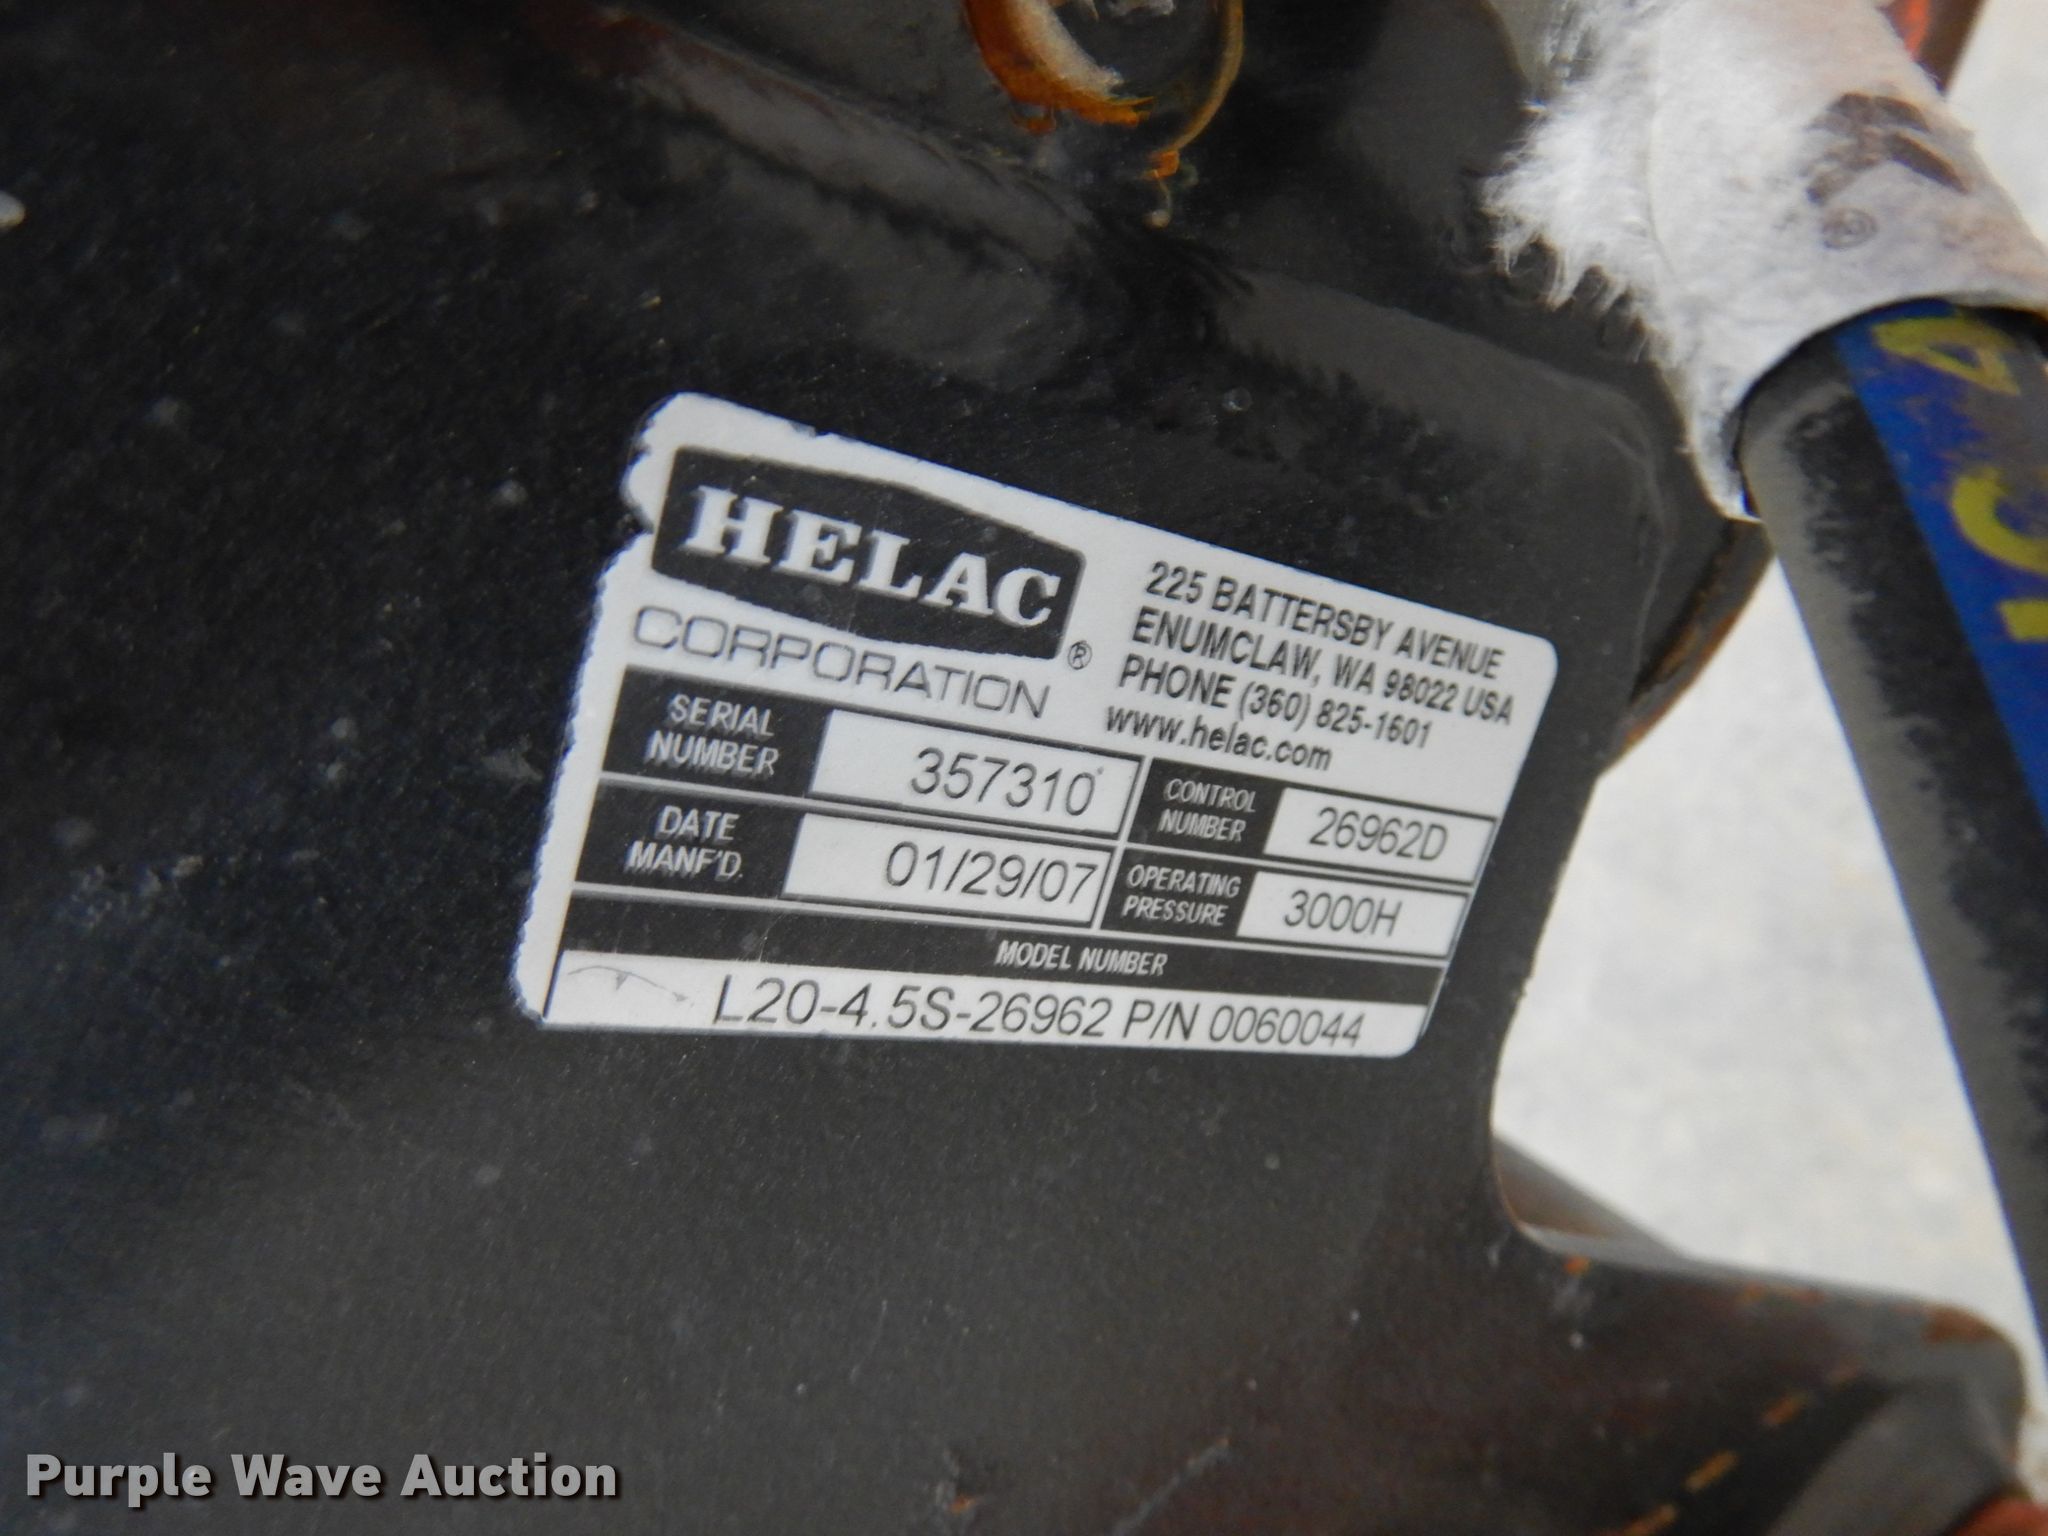 HELAC®
CORPORATION
225 BATTERSBY AVENUE
ENUMCLAW, WA 98022 USA
PHONE (360) 825-1601
www.helac.com
SERIAL
NUMBER
357310
CONTROL
NUMBER
26962D
DATE
MANF'D.
01/29/07
OPERATING
PRESSURE
3000H
MODEL NUMBER
L20-4.5S-26962 P/N 0060044
Purple Wave Auction